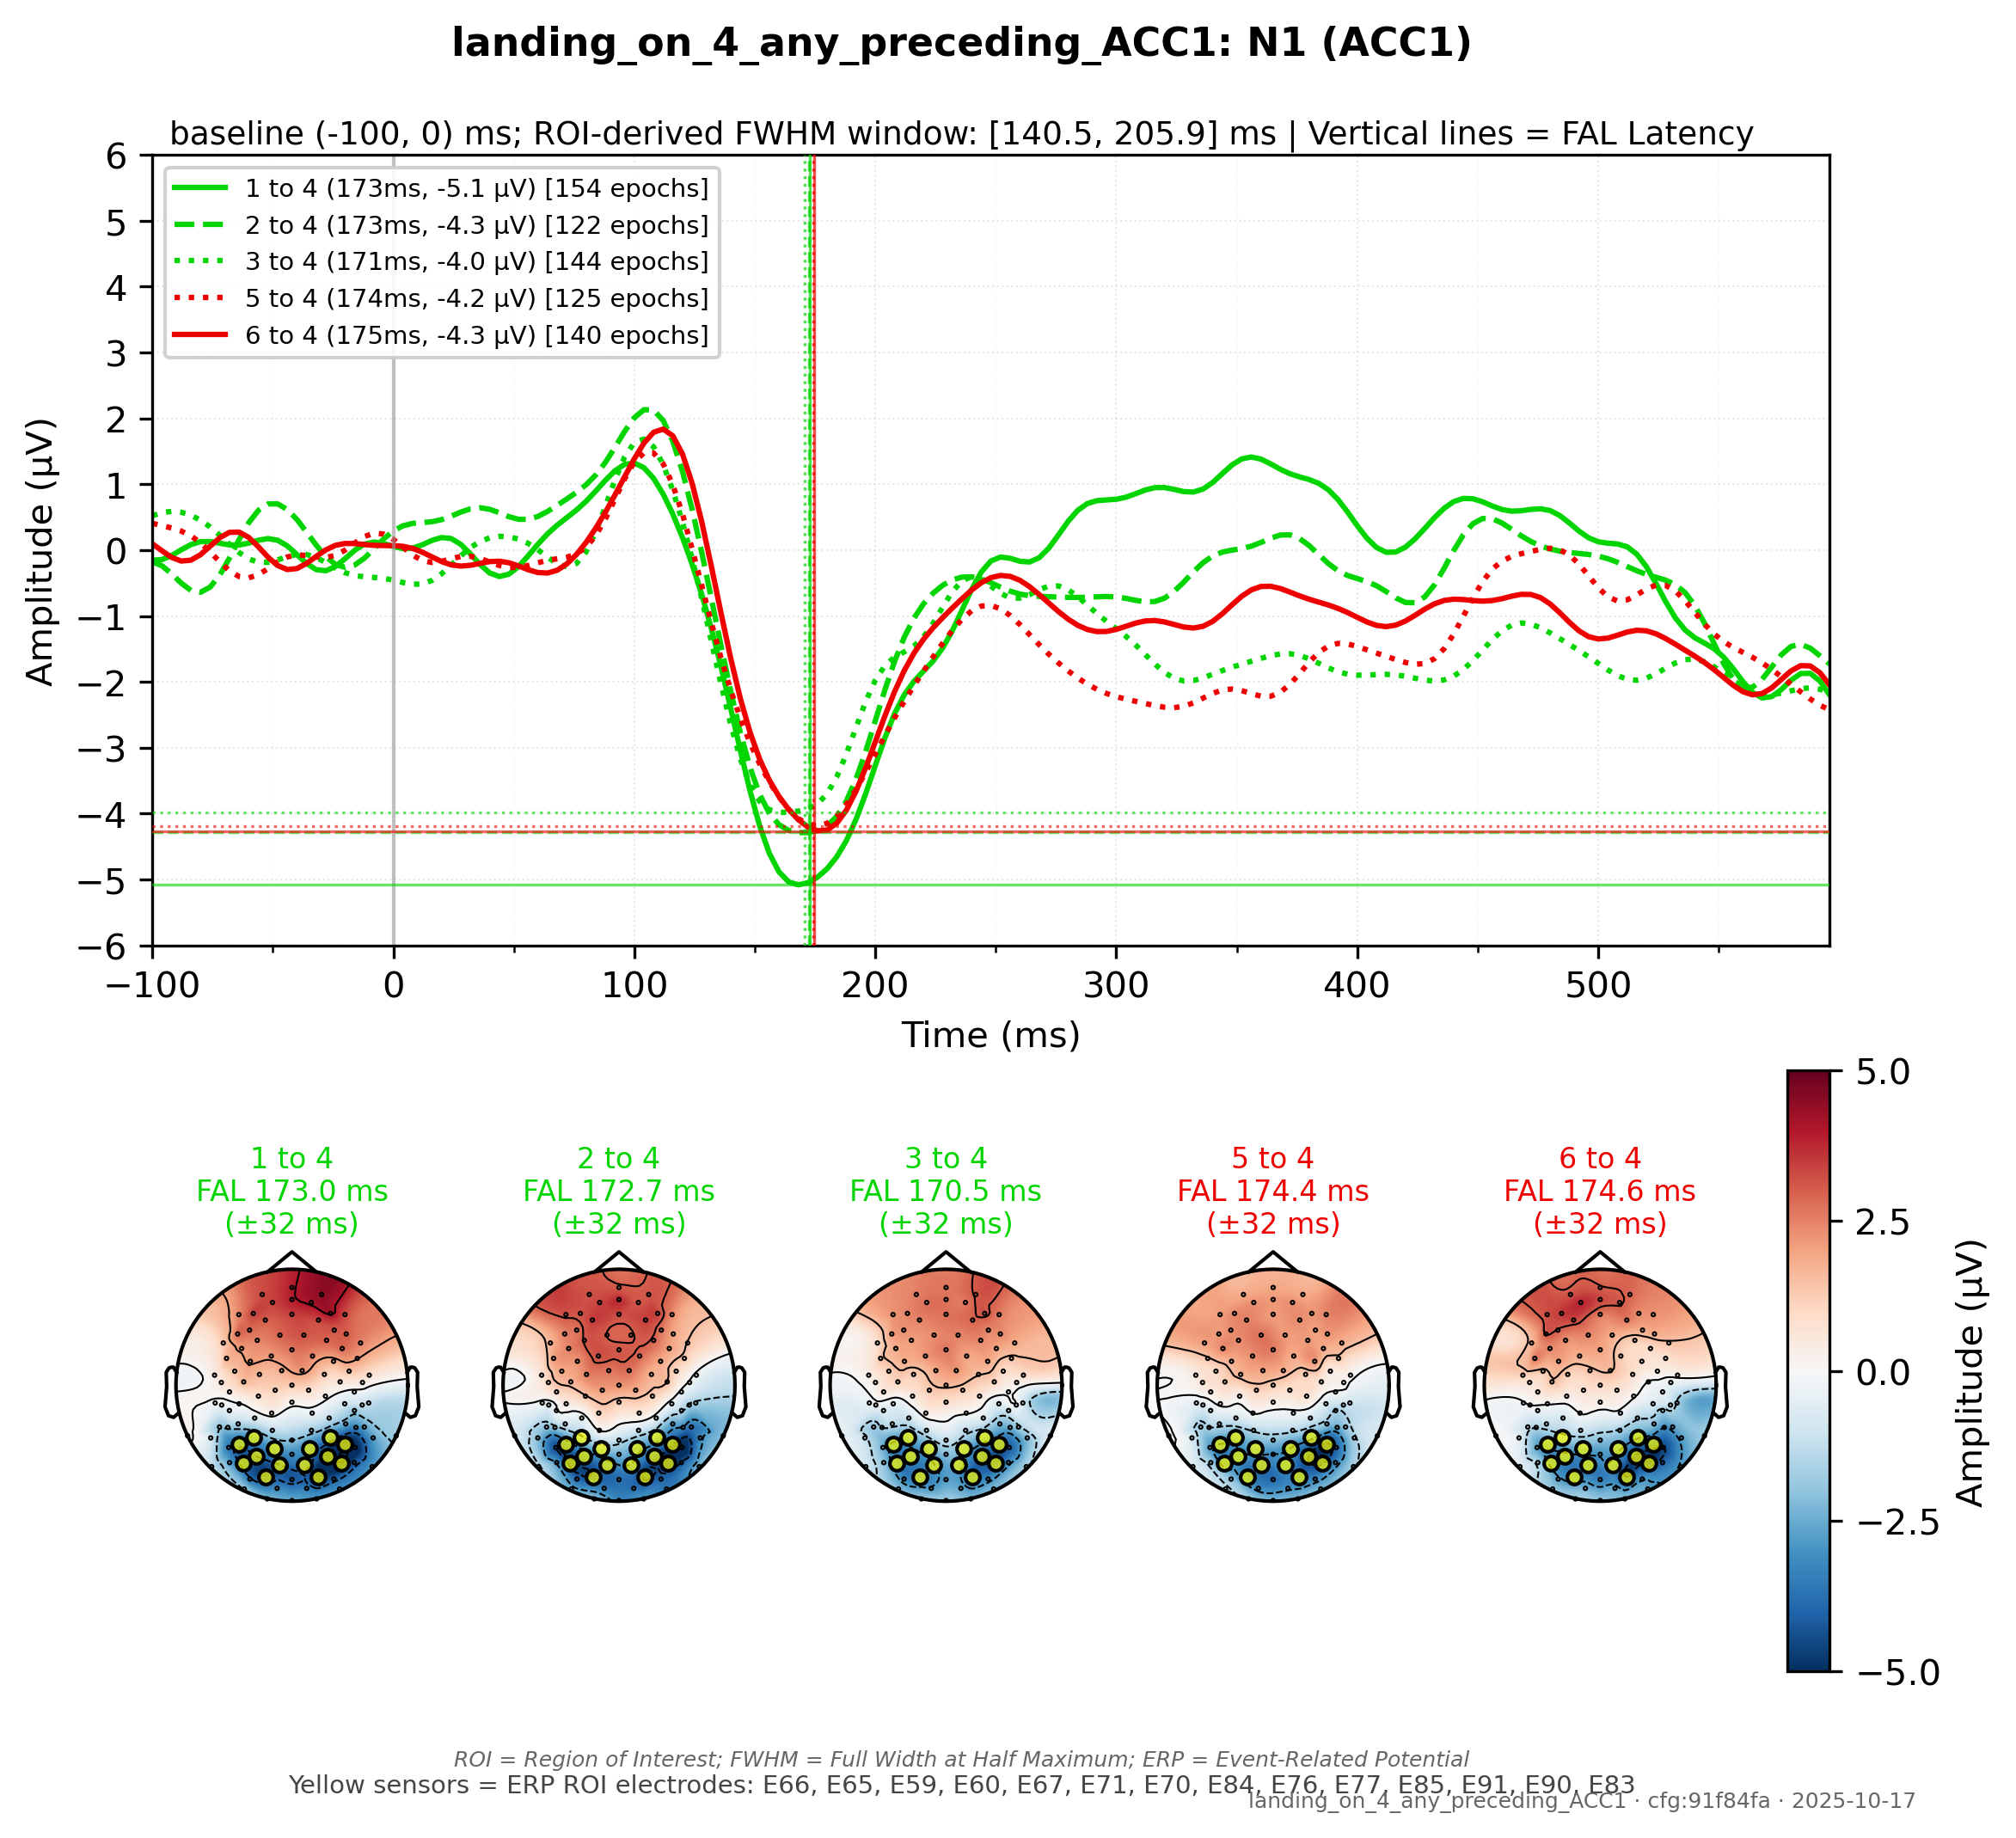 landing_on_4_any_preceding_ACC1: N1 (ACC1)
baseline (-100, 0) ms; ROI-derived FWHM window: [140.5, 205.9] ms | Vertical lines = FAL Latency
1 to 4 (173ms, -5.1 µV) [154 epochs]
2 to 4 (173ms, -4.3 µV) [122 epochs]
3 to 4 (171ms, -4.0 µV) [144 epochs]
5 to 4 (174ms, -4.2 µV) [125 epochs]
6 to 4 (175ms, -4.3 µV) [140 epochs]
Amplitude (µV)
6
5
4
3
2
1
0
−1
−2
−3
−4
−5
−6
−100 0 100 200 300 400 500
Time (ms)
1 to 4
FAL 173.0 ms
(±32 ms)
2 to 4
FAL 172.7 ms
(±32 ms)
3 to 4
FAL 170.5 ms
(±32 ms)
5 to 4
FAL 174.4 ms
(±32 ms)
6 to 4
FAL 174.6 ms
(±32 ms)
5.0
2.5
0.0
−2.5
−5.0
Amplitude (µV)
ROI = Region of Interest; FWHM = Full Width at Half Maximum; ERP = Event-Related Potential
Yellow sensors = ERP ROI electrodes: E66, E65, E59, E60, E67, E71, E70, E84, E76, E77, E85, E91, E90, E83
landing_on_4_any_preceding_ACC1 · cfg:91f84fa · 2025-10-17